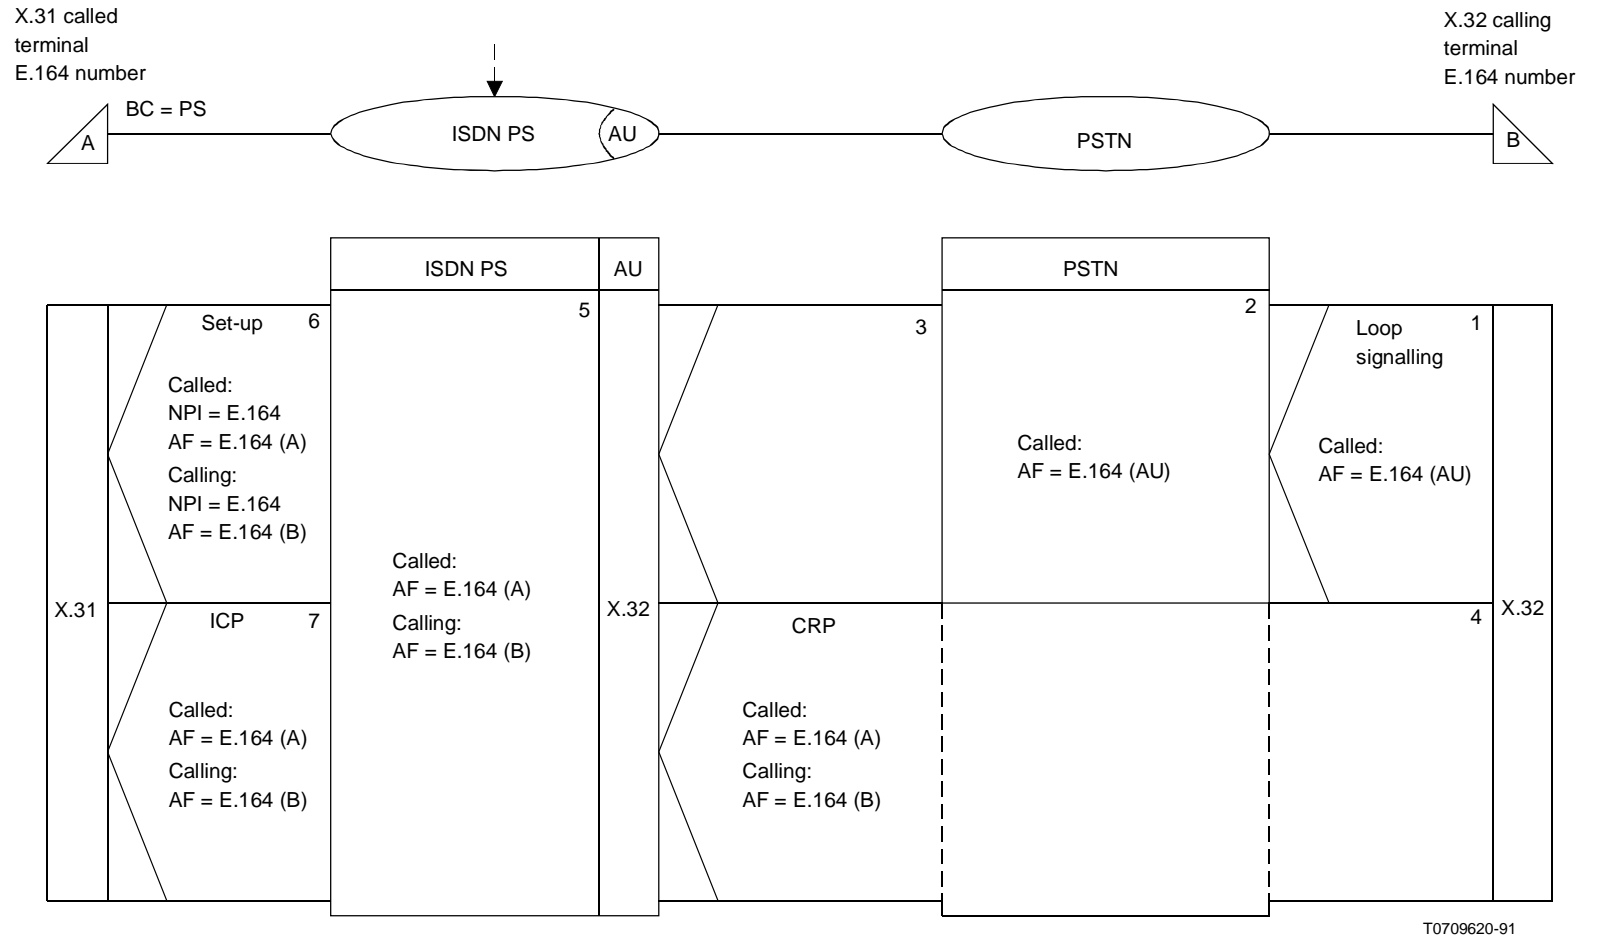 X.31 called
terminal
E.164 number
X.32 calling
terminal
E.164 number
BC = PS
A
ISDN PS
AU
PSTN
B
ISDN PS
AU
PSTN
Set-up
6
Called:
NPI = E.164
AF = E.164 (A)
Calling:
NPI = E.164
AF = E.164 (B)
5
Called:
AF = E.164 (A)
Calling:
AF = E.164 (B)
3
2
Called:
AF = E.164 (AU)
Loop
signalling
1
Called:
AF = E.164 (AU)
X.31
ICP
7
Called:
AF = E.164 (A)
Calling:
AF = E.164 (B)
X.32
CRP
Called:
AF = E.164 (A)
Calling:
AF = E.164 (B)
4
X.32
T0709620-91